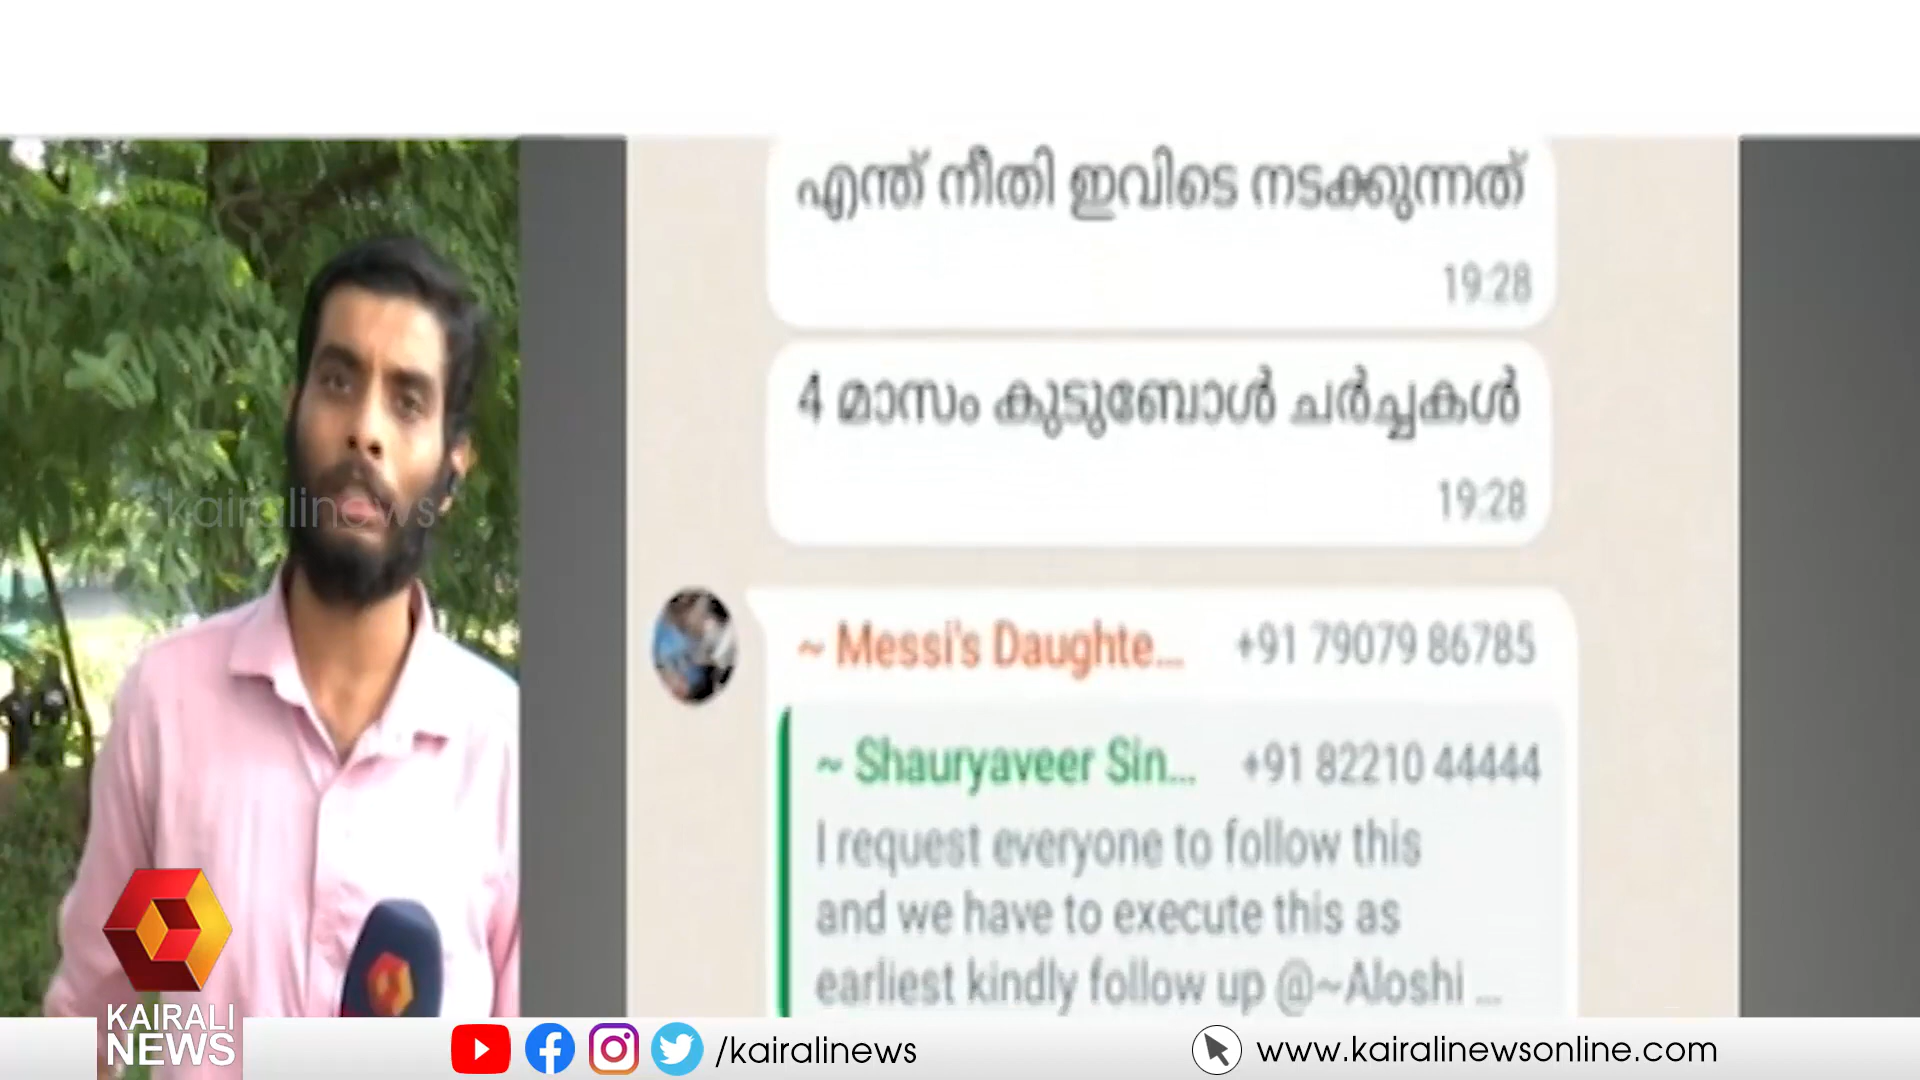 എന്ത് നീതി ഇവിടെ നടക്കുന്നത്
19:28
4 മാസം കുടുബോൾ ചർച്ചകൾ
19:28
~ Messi's Daughte... +91 79079 86785
~ Shauryaveer Sin... +91 82210 44444
I request everyone to follow this
and we have to execute this as
earliest kindly follow up @~Aloshi ...
kairalinews
KAIRALI
NEWS
/kairalinews
www.kairalinewsonline.com